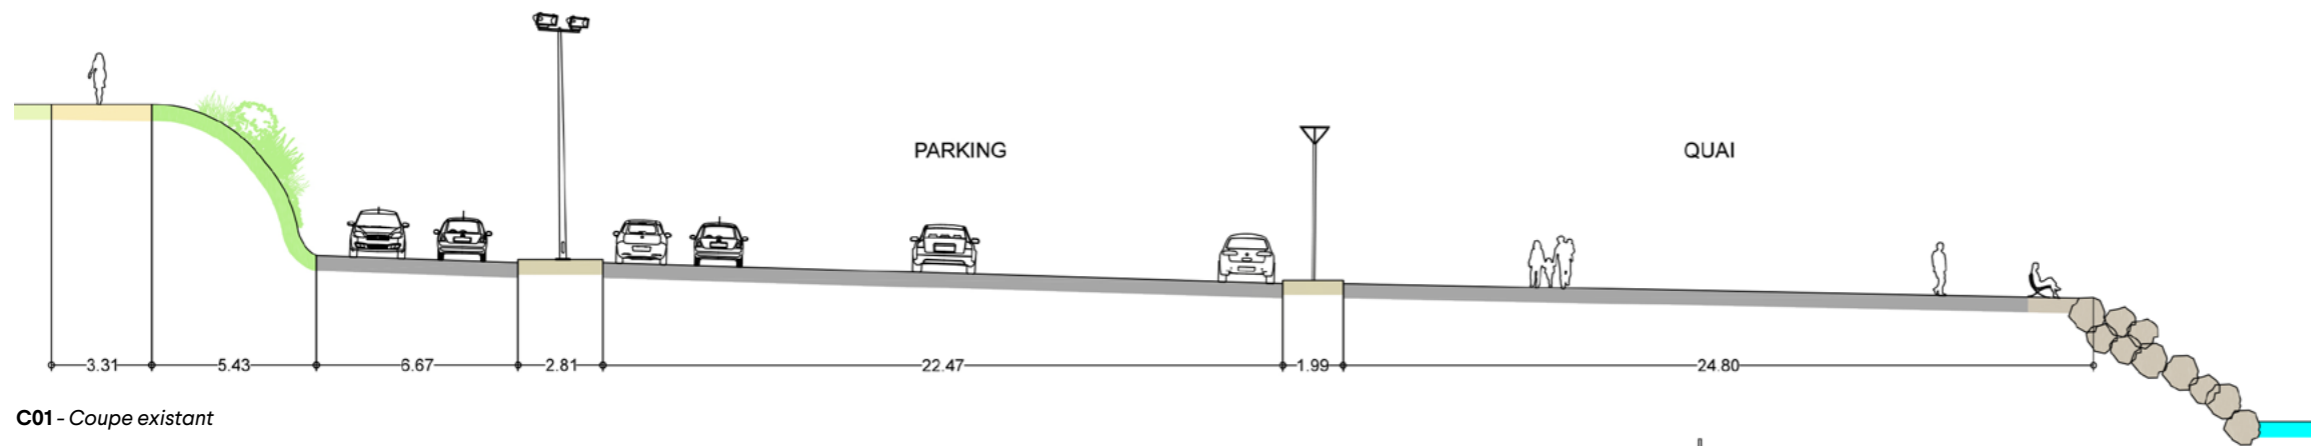 PARKING
QUAI
3.31
5.43
6.67
2.81
22.47
1.99
24.80
C01 - Coupe existant